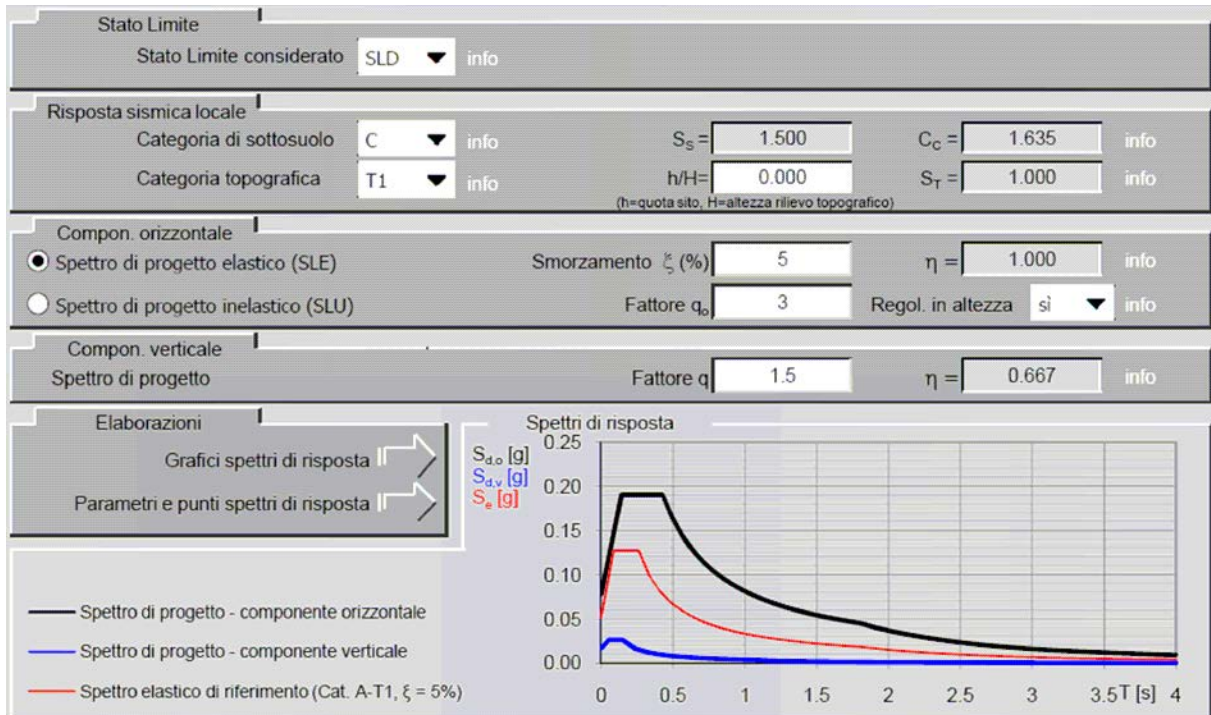 Stato Limite
Stato Limite considerato SLD info
Risposta sismica locale
Categoria di sottosuolo C info S_S = 1.500 C_C = 1.635 info
Categoria topografica T1 info h/H= 0.000 S_T = 1.000
(h=quota sito, H=altezza rilievo topografico)
Compon. orizzontale
Spettro di progetto elastico (SLE) Smorzamento ξ (%) 5 η = 1.000 info
Spettro di progetto inelastico (SLU) Fattore q_o 3 Regol. in altezza sì info
Compon. verticale
Spettro di progetto Fattore q 1.5 η = 0.667 info
Elaborazioni
Grafici spettri di risposta
Parametri e punti spettri di risposta
Spettri di risposta
S_d,o [g]
S_d,v [g]
S_e [g]
0.25
0.20
0.15
0.10
0.05
0.00
0 0.5 1 1.5 2 2.5 3 3.5 T [s] 4
Spettro di progetto - componente orizzontale
Spettro di progetto - componente verticale
Spettro elastico di riferimento (Cat. A-T1, ξ = 5%)